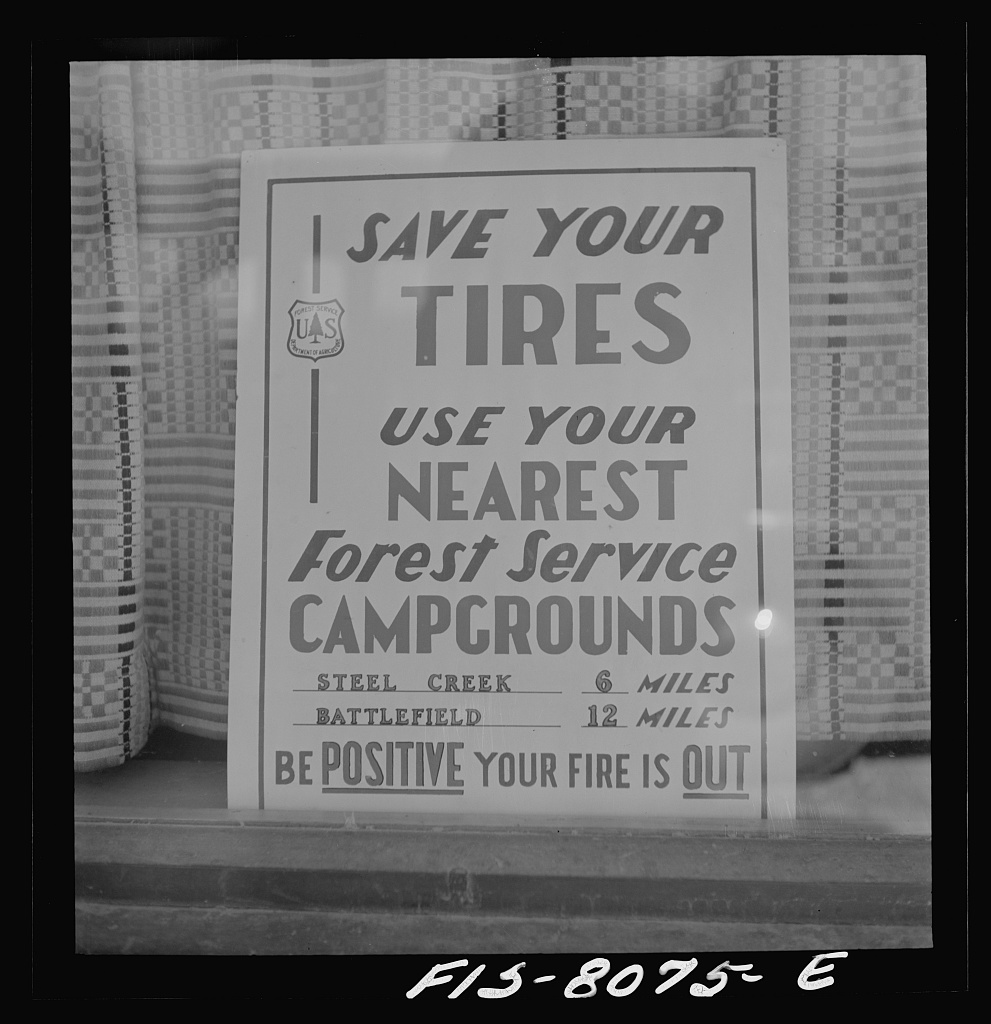 SAVE YOUR
TIRES
FOREST SERVICE
U S
DEPARTMENT OF AGRICULTURE
USE YOUR
NEAREST
Forest Service
CAMPGROUNDS
STEEL CREEK 6 MILES
BATTLEFIELD 12 MILES
BE POSITIVE YOUR FIRE IS OUT
FIS-8075-E